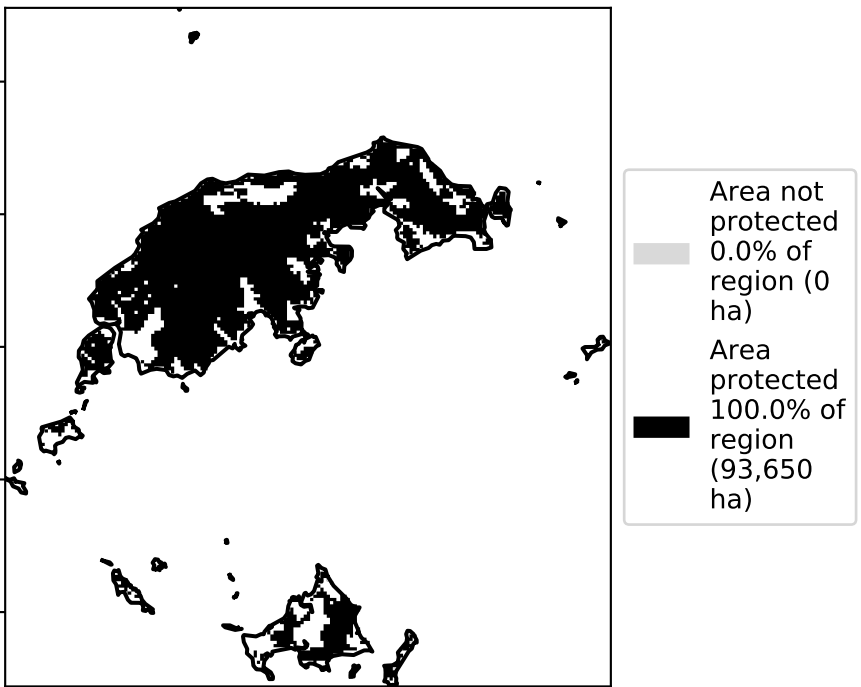 Area not
protected
0.0% of
region (0
ha)
Area
protected
100.0% of
region
(93,650
ha)